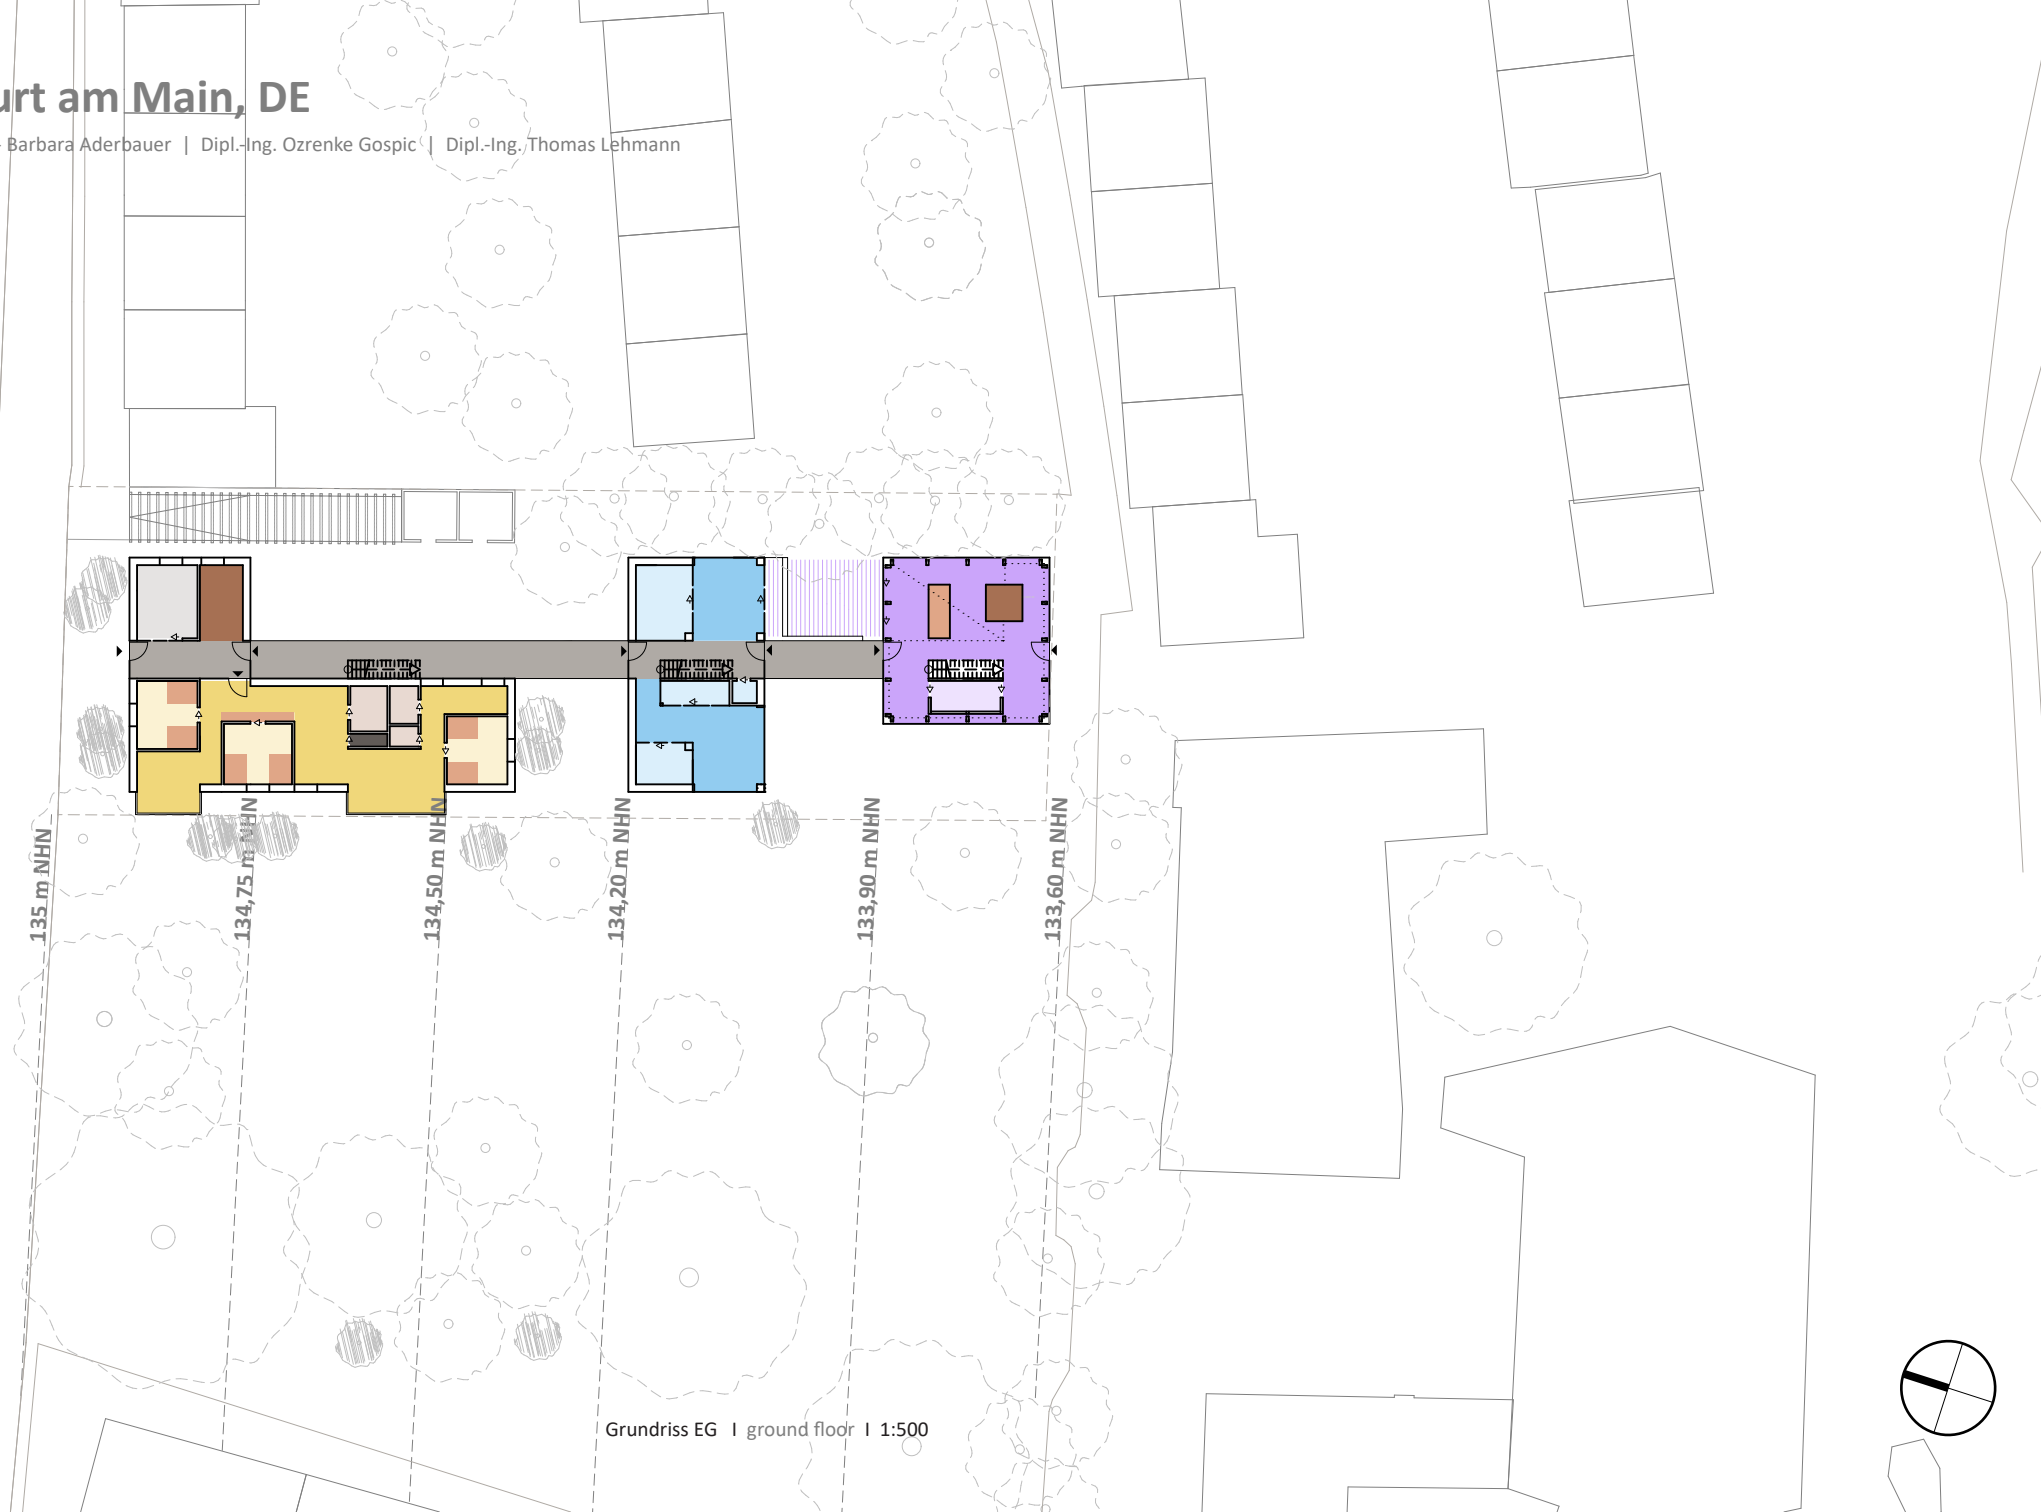 urt am Main, DE
Barbara Aderbauer | Dipl.-Ing. Ozrenke Gospic | Dipl.-Ing. Thomas Lehmann
135 m NHN
134,75 m NHN
134,50 m NHN
134,20 m NHN
133,90 m NHN
133,60 m NHN
Grundriss EG I ground floor I 1:500